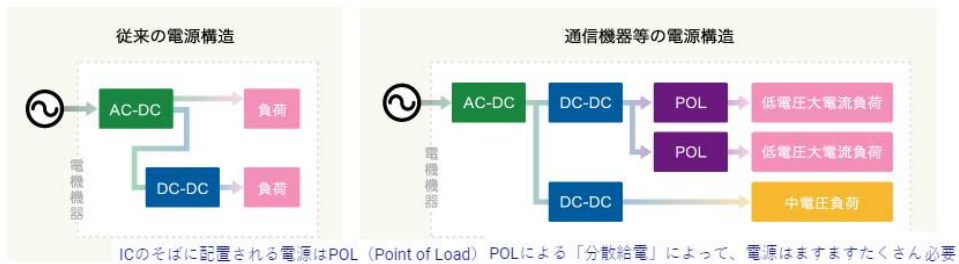 従来の電源構造
AC-DC
負荷
DC-DC
負荷
電機機器
通信機器等の電源構造
AC-DC
DC-DC
POL
低電圧大電流負荷
POL
低電圧大電流負荷
DC-DC
中電圧負荷
電機機器
ICのそばに配置される電源はPOL（Point of Load） POLによる「分散給電」によって、電源はますますたくさん必要